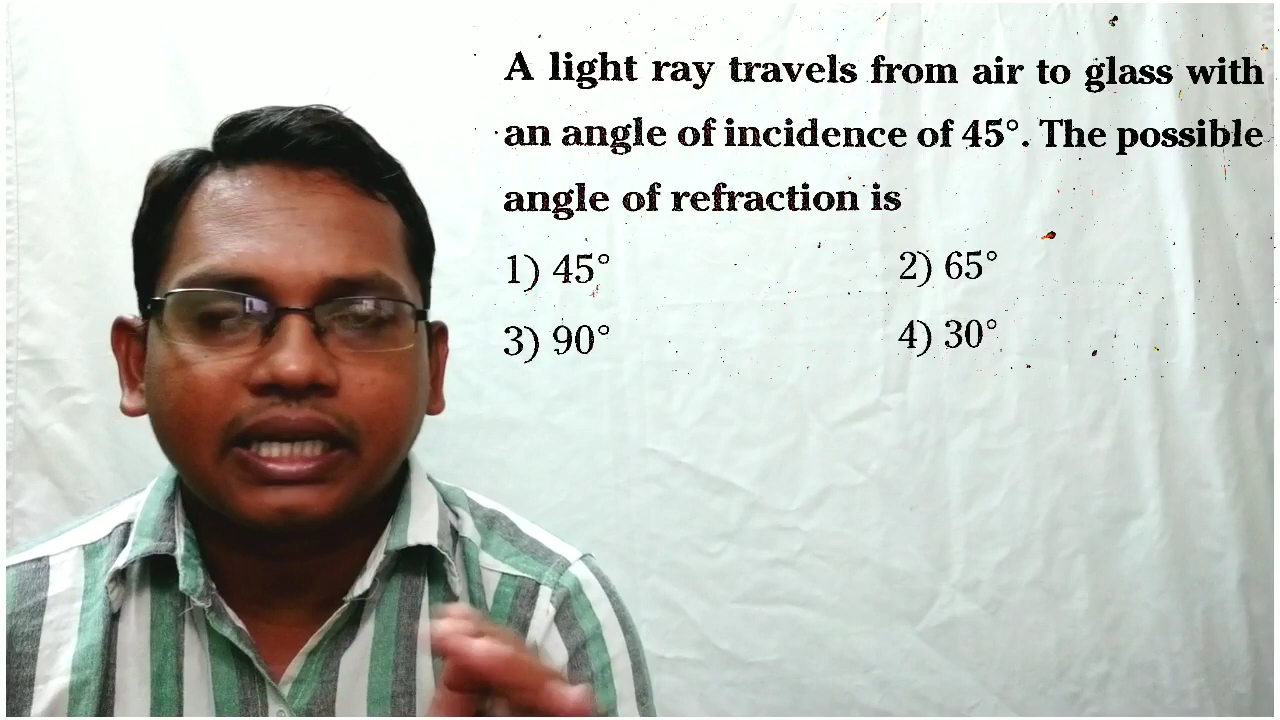 A light ray travels from air to glass with
an angle of incidence of 45°. The possible
angle of refraction is
1) 45° 2) 65°
3) 90° 4) 30°